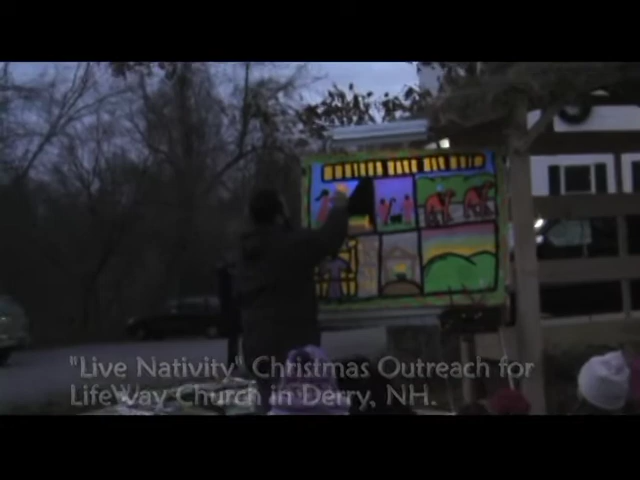 "Live Nativity" Christmas Outreach for
LifeWay Church in Derry, NH.